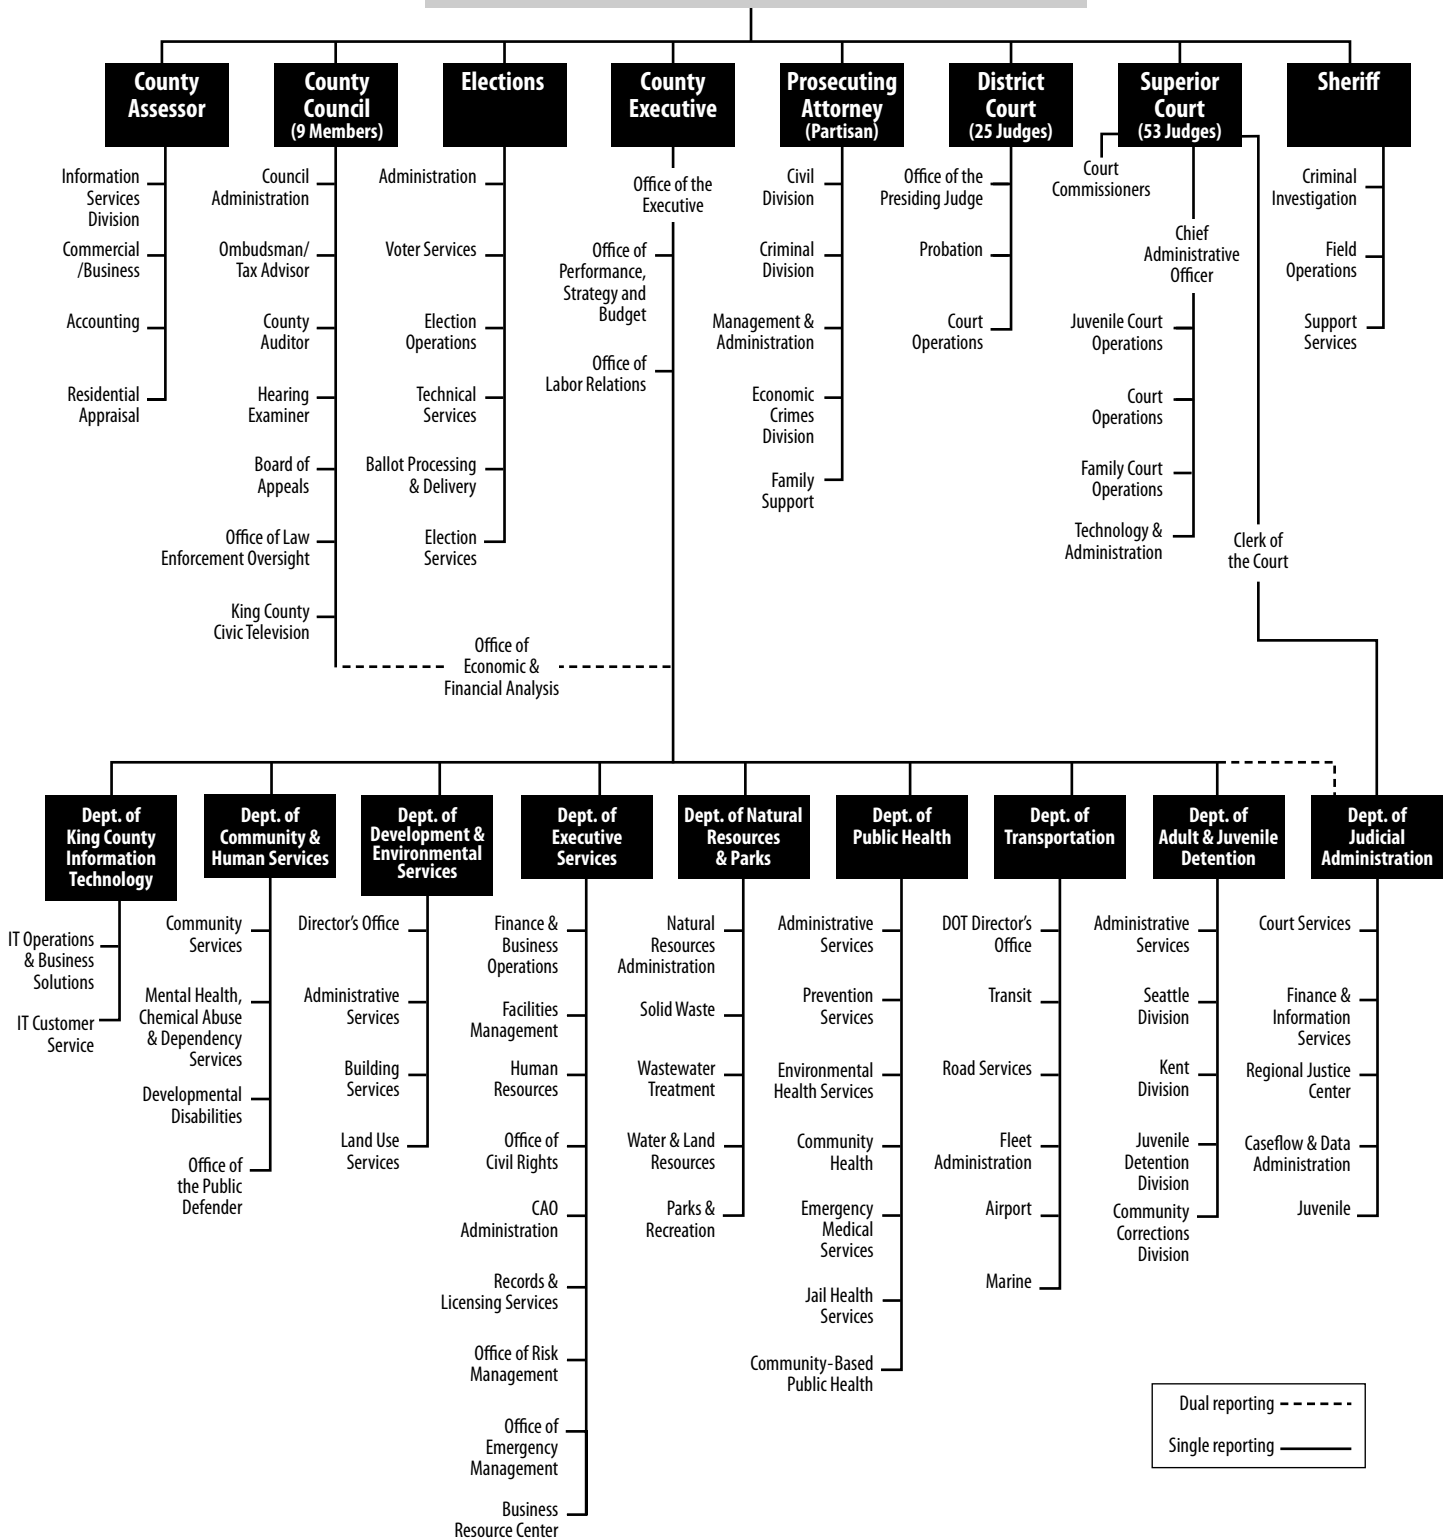 County
Assessor
Information
Services
Division
Commercial
/Business
Accounting
Residential
Appraisal
County
Council
(9 Members)
Council
Administration
Ombudsman/
Tax Advisor
County
Auditor
Hearing
Examiner
Board of
Appeals
Office of Law
Enforcement Oversight
King County
Civic Television
Elections
Administration
Voter Services
Election
Operations
Technical
Services
Ballot Processing
& Delivery
Election
Services
County
Executive
Office of the
Executive
Office of
Performance,
Strategy and
Budget
Office of
Labor Relations
Office of
Economic &
Financial Analysis
Prosecuting
Attorney
(Partisan)
Civil
Division
Criminal
Division
Management &
Administration
Economic
Crimes
Division
Family
Support
District
Court
(25 Judges)
Office of the
Presiding Judge
Probation
Court
Operations
Superior
Court
(53 Judges)
Court
Commissioners
Chief
Administrative
Officer
Juvenile Court
Operations
Court
Operations
Family Court
Operations
Technology &
Administration
Clerk of
the Court
Sheriff
Criminal
Investigation
Field
Operations
Support
Services
Dept. of
King County
Information
Technology
IT Operations
& Business
Solutions
IT Customer
Service
Dept. of
Community &
Human Services
Community
Services
Mental Health,
Chemical Abuse
& Dependency
Services
Developmental
Disabilities
Office of
the Public
Defender
Dept. of
Development &
Environmental
Services
Director's Office
Administrative
Services
Building
Services
Land Use
Services
Dept. of
Executive
Services
Finance &
Business
Operations
Facilities
Management
Human
Resources
Office of
Civil Rights
CAO
Administration
Records &
Licensing Services
Office of Risk
Management
Office of
Emergency
Management
Business
Resource Center
Dept. of Natural
Resources
& Parks
Natural
Resources
Administration
Solid Waste
Wastewater
Treatment
Water & Land
Resources
Parks &
Recreation
Dept. of
Public Health
Administrative
Services
Prevention
Services
Environmental
Health Services
Community
Health
Emergency
Medical
Services
Jail Health
Services
Community-Based
Public Health
Dept. of
Transportation
DOT Director's
Office
Transit
Road Services
Fleet
Administration
Airport
Marine
Dept. of
Adult & Juvenile
Detention
Administrative
Services
Seattle
Division
Kent
Division
Juvenile
Detention
Division
Community
Corrections
Division
Dept. of
Judicial
Administration
Court Services
Finance &
Information
Services
Regional Justice
Center
Caseflow & Data
Administration
Juvenile
Dual reporting
Single reporting